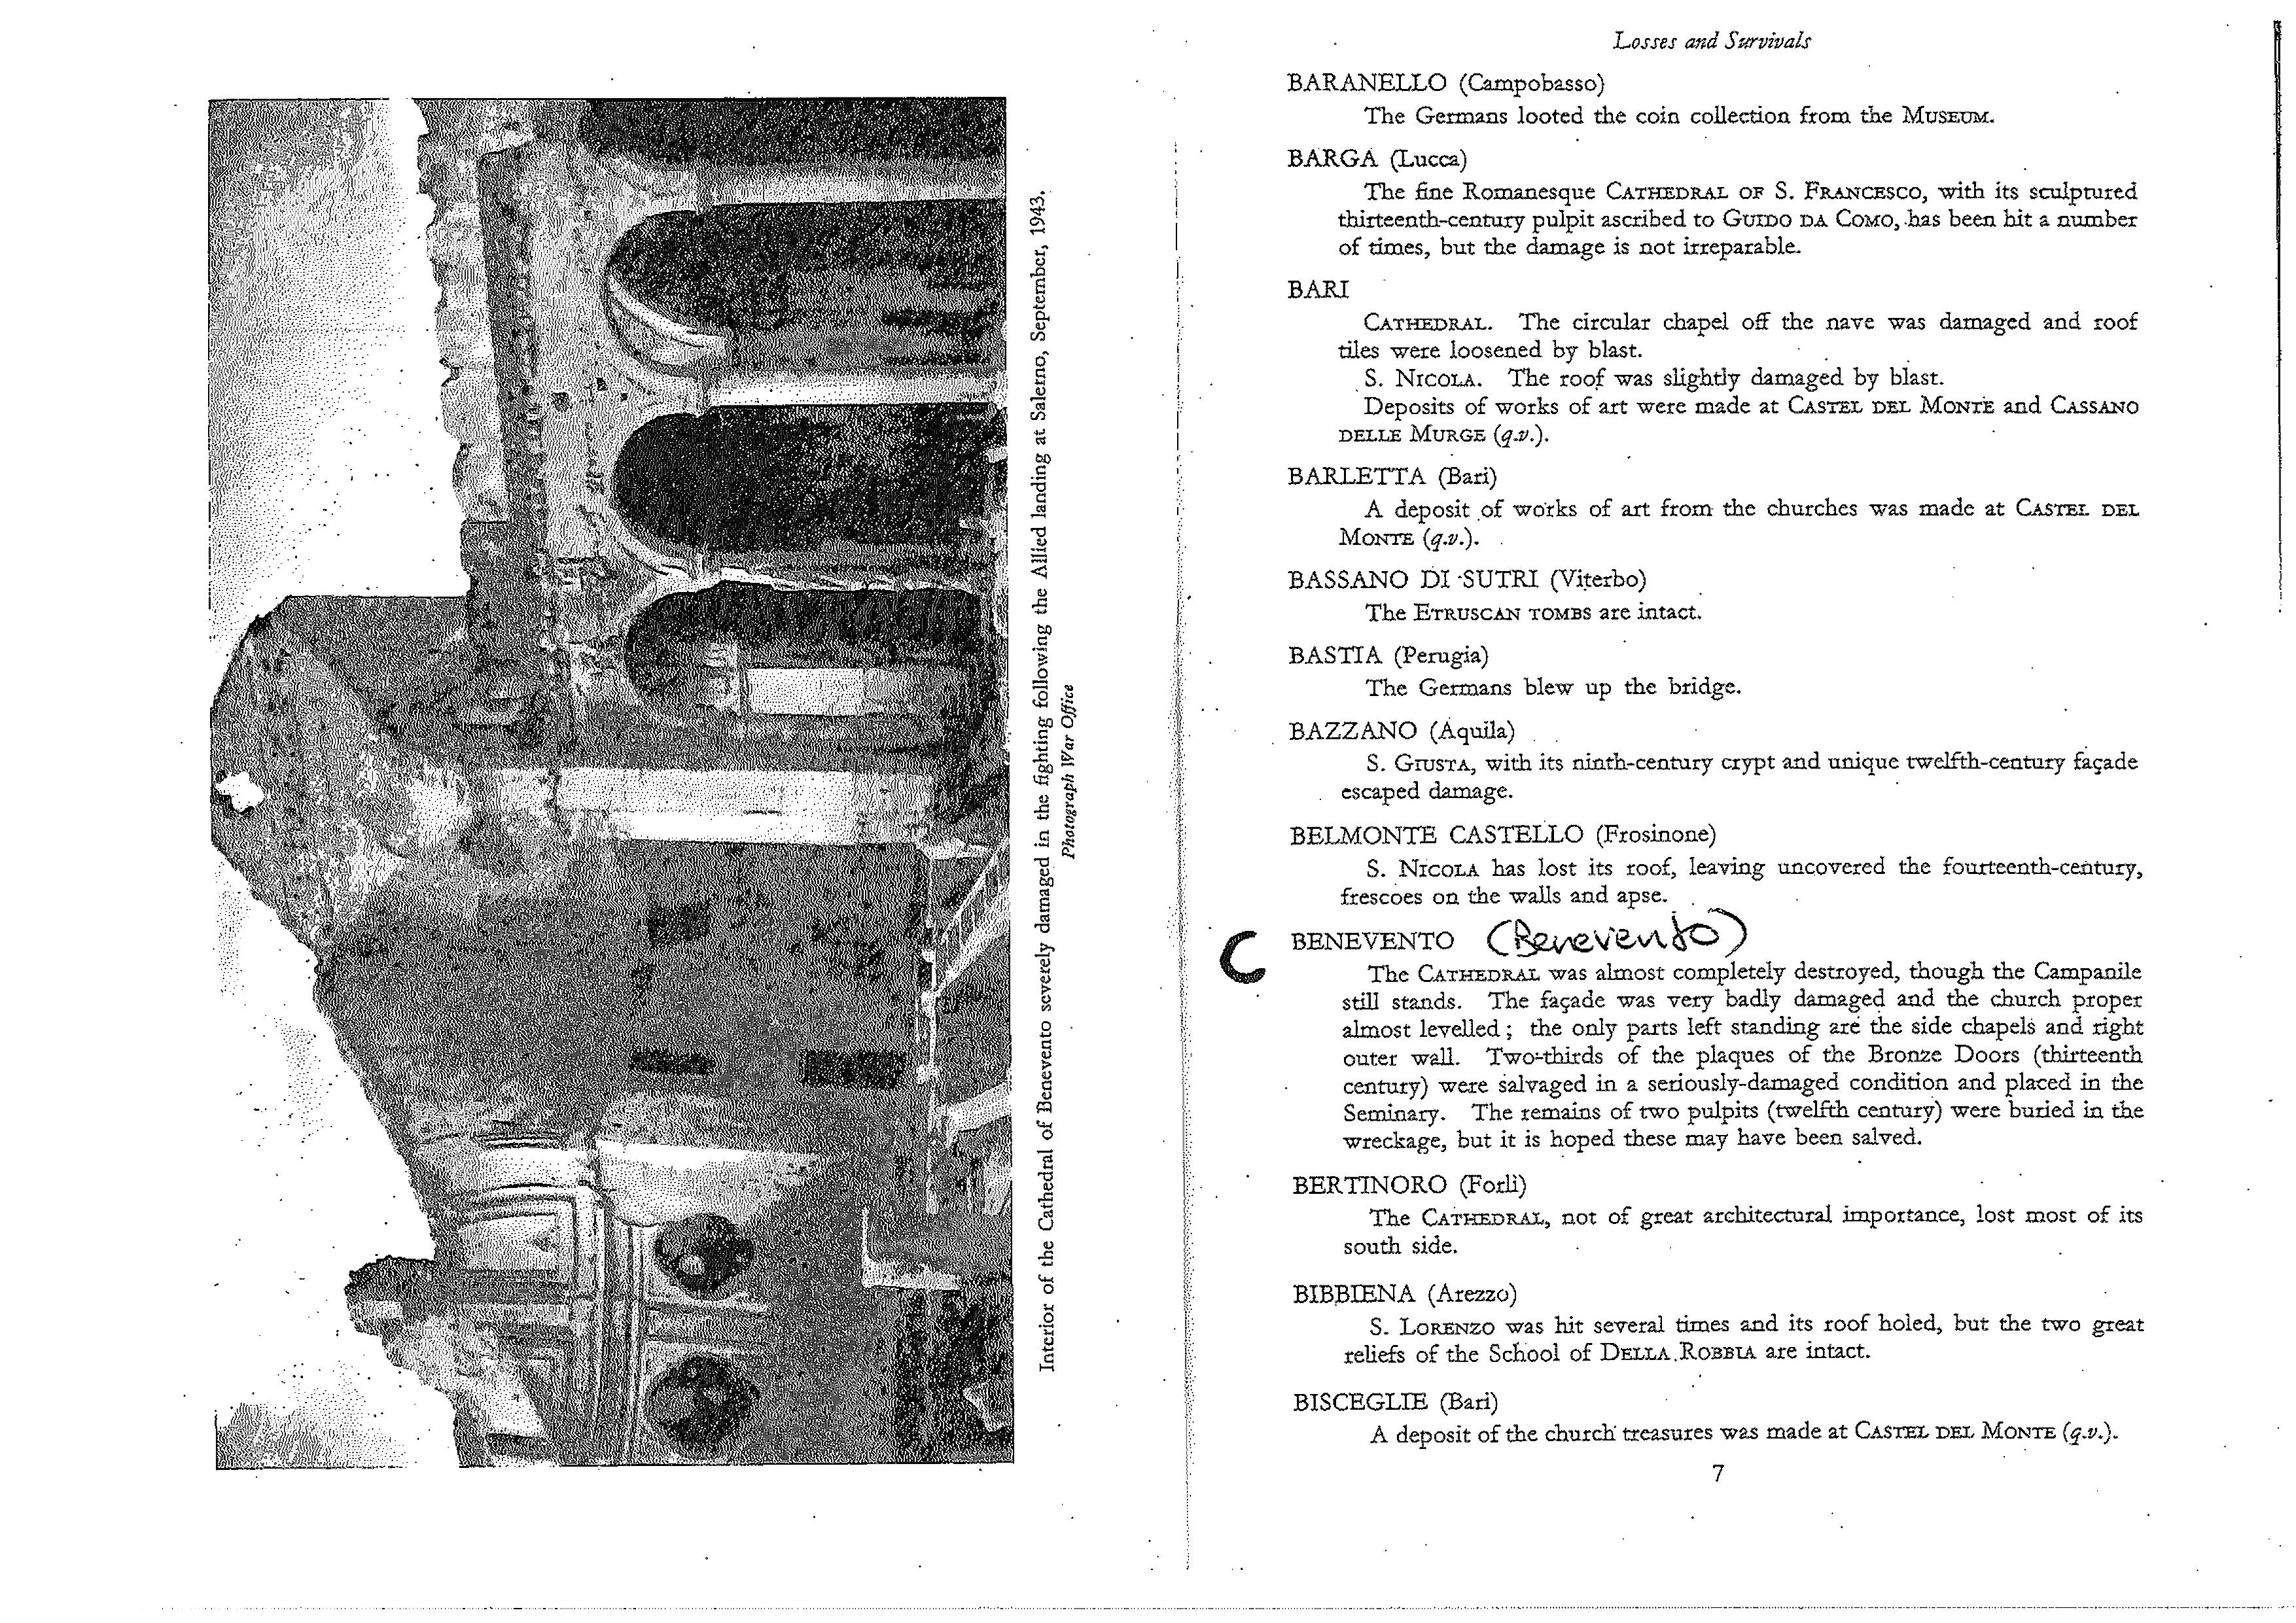 Interior of the Cathedral of Benevento severely damaged in the fighting following the Allied landing at Salerno, September, 1943.
Photograph War Office
Losses and Survivals
BARANELLO (Campobasso)
The Germans looted the coin collection from the MUSEUM.
BARGA (Lucca)
The fine Romanesque CATHEDRAL OF S. FRANCESCO, with its sculptured
thirteenth-century pulpit ascribed to GUIDO DA COMO, has been hit a number
of times, but the damage is not irreparable.
BARI
CATHEDRAL. The circular chapel off the nave was damaged and roof
tiles were loosened by blast.
S. NICOLA. The roof was slightly damaged by blast.
Deposits of works of art were made at CASTEL DEL MONTE and CASSANO
DELLE MURGE (q.v.).
BARLETTA (Bari)
A deposit of works of art from the churches was made at CASTEL DEL
MONTE (q.v.).
BASSANO DI SUTRI (Viterbo)
The ETRUSCAN TOMBS are intact.
BASTIA (Perugia)
The Germans blew up the bridge.
BAZZANO (Aquila)
S. GIUSTA, with its ninth-century crypt and unique twelfth-century façade
escaped damage.
BELMONTE CASTELLO (Frosinone)
S. NICOLA has lost its roof, leaving uncovered the fourteenth-century,
frescoes on the walls and apse.
C BENEVENTO (Benevento)
The CATHEDRAL was almost completely destroyed, though the Campanile
still stands. The façade was very badly damaged and the church proper
almost levelled; the only parts left standing are the side chapels and right
outer wall. Two-thirds of the plaques of the Bronze Doors (thirteenth
century) were salvaged in a seriously-damaged condition and placed in the
Seminary. The remains of two pulpits (twelfth century) were buried in the
wreckage, but it is hoped these may have been salved.
BERTINORO (Forlì)
The CATHEDRAL, not of great architectural importance, lost most of its
south side.
BIBBIENA (Arezzo)
S. LORENZO was hit several times and its roof holed, but the two great
reliefs of the School of DELLA ROBBIA are intact.
BISCEGLIE (Bari)
A deposit of the church treasures was made at CASTEL DEL MONTE (q.v.).
7